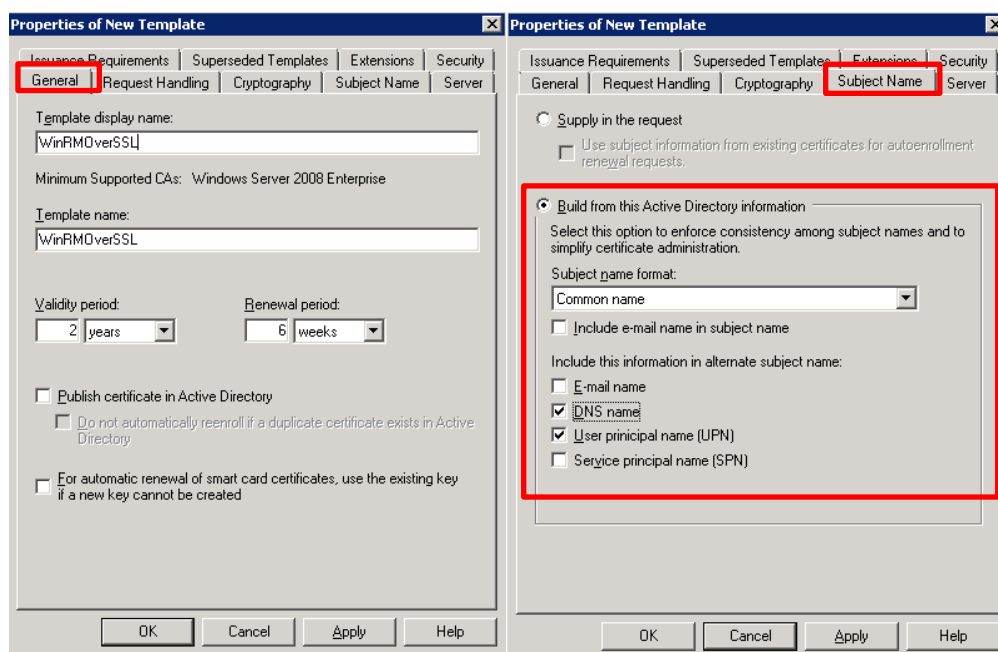 Properties of New Template
Issuance Requirements
Superseded Templates
Extensions
Security
General
Request Handling
Cryptography
Subject Name
Server
Template display name:
WinRMOverSSL
Minimum Supported CAs: Windows Server 2008 Enterprise
Template name:
WinRMOverSSL
Validity period:
Renewal period:
2 years
6 weeks
Publish certificate in Active Directory
Do not automatically reenroll if a duplicate certificate exists in Active
Directory
For automatic renewal of smart card certificates, use the existing key
if a new key cannot be created
OK
Cancel
Apply
Help
Properties of New Template
Issuance Requirements
Superseded Templates
Extensions
Security
General
Request Handling
Cryptography
Subject Name
Server
Supply in the request
Use subject information from existing certificates for autoenrollment
renewal requests.
Build from this Active Directory information
Select this option to enforce consistency among subject names and to
simplify certificate administration.
Subject name format:
Common name
Include e-mail name in subject name
Include this information in alternate subject name:
E-mail name
DNS name
User prinicipal name (UPN)
Service principal name (SPN)
OK
Cancel
Apply
Help